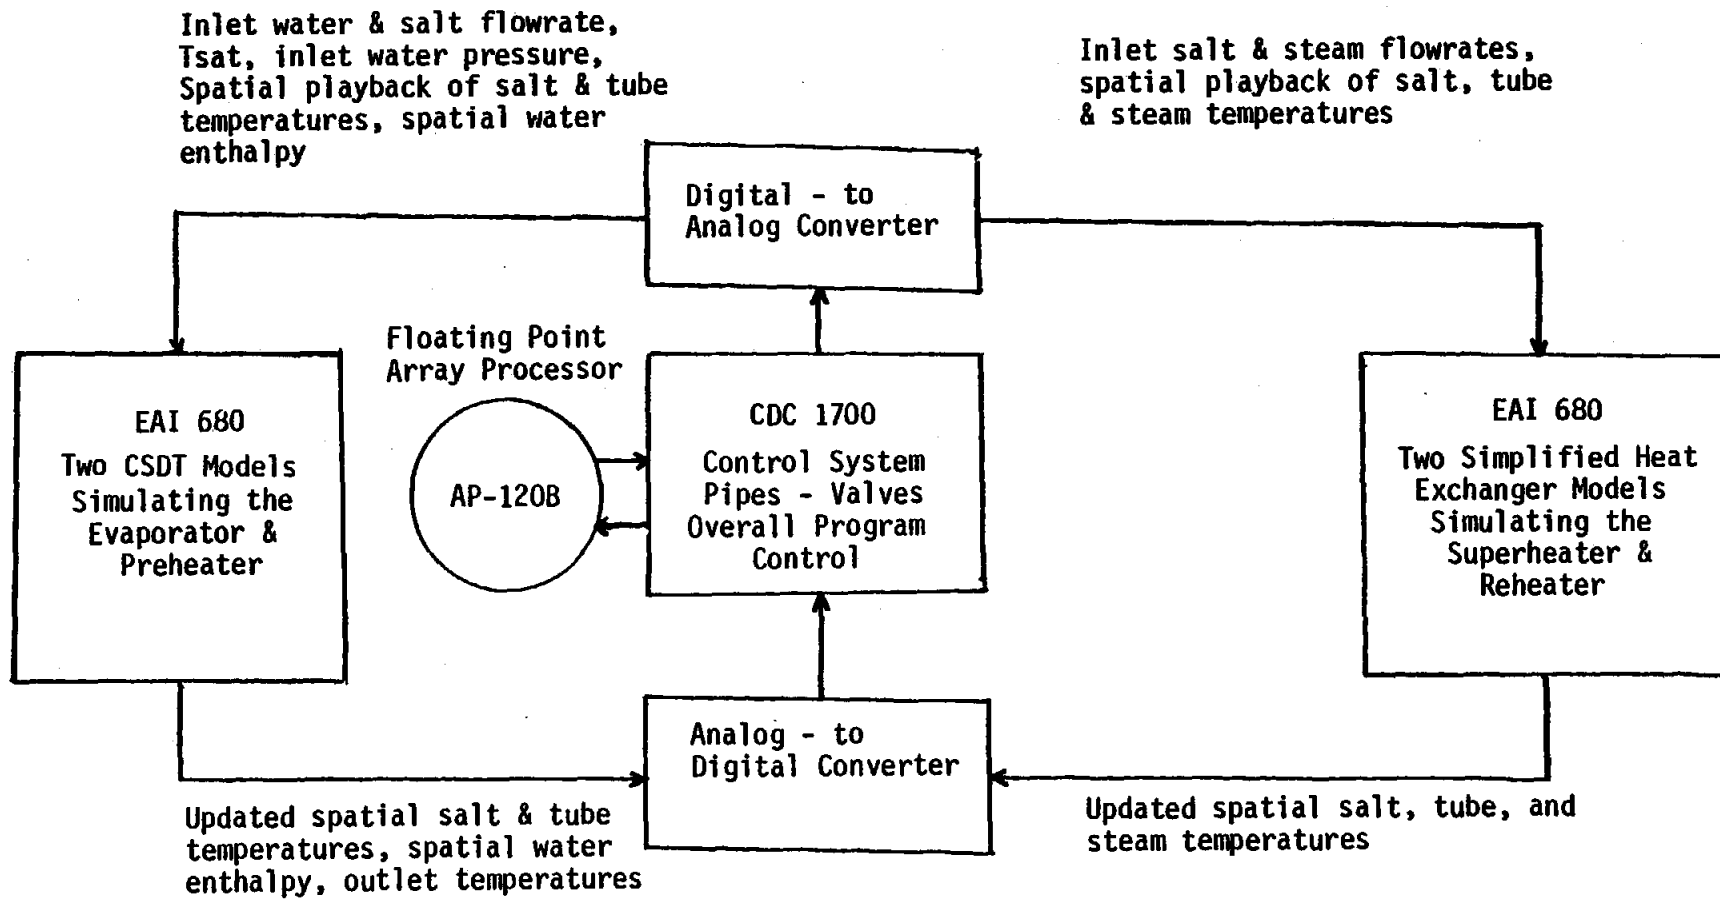 Inlet water & salt flowrate,
Tsat, inlet water pressure,
Spatial playback of salt & tube
temperatures, spatial water
enthalpy
Inlet salt & steam flowrates,
spatial playback of salt, tube
& steam temperatures
Digital - to
Analog Converter
Floating Point
Array Processor
EAI 680
Two CSDT Models
Simulating the
Evaporator &
Preheater
AP-120B
CDC 1700
Control System
Pipes - Valves
Overall Program
Control
EAI 680
Two Simplified Heat
Exchanger Models
Simulating the
Superheater &
Reheater
Analog - to
Digital Converter
Updated spatial salt & tube
temperatures, spatial water
enthalpy, outlet temperatures
Updated spatial salt, tube, and
steam temperatures